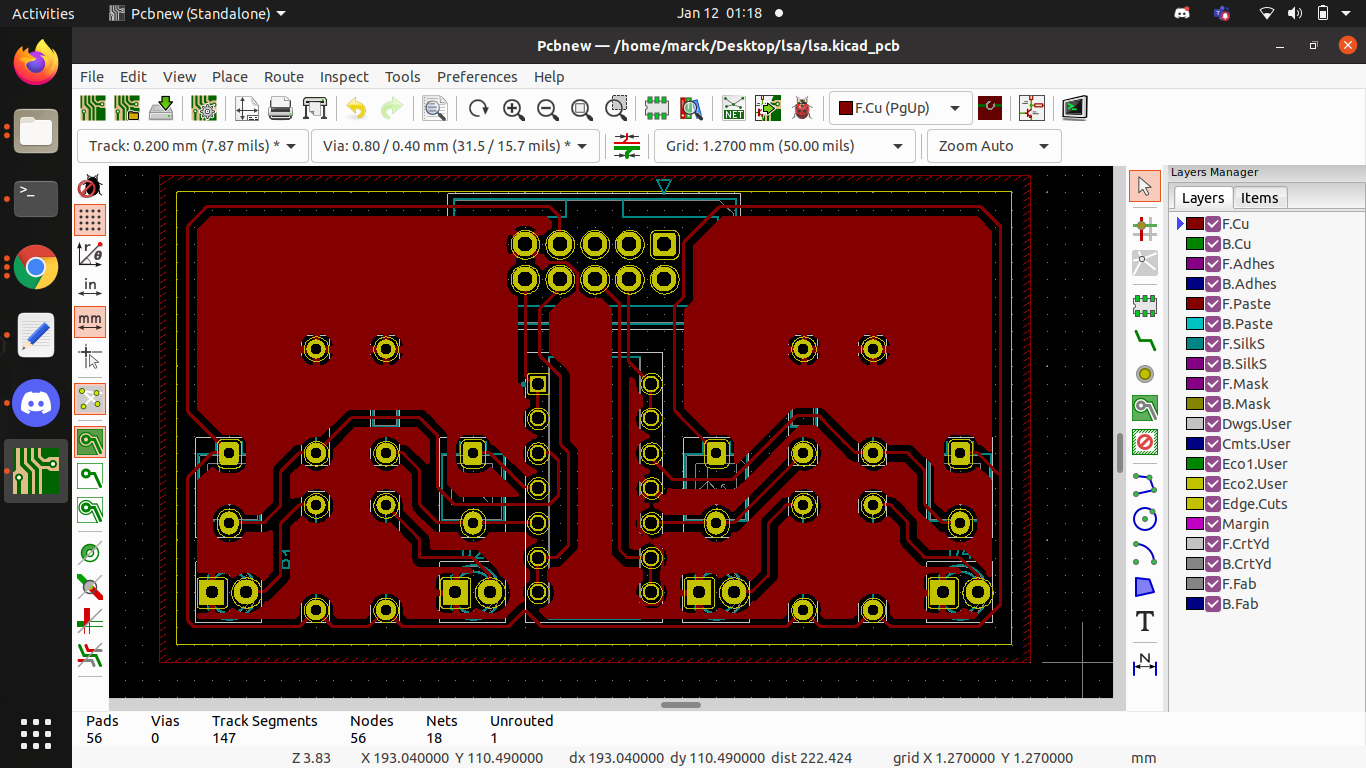 Activities
Pcbnew (Standalone)
Jan 12 01:18
Pcbnew — /home/marck/Desktop/lsa/lsa.kicad_pcb
File Edit View Place Route Inspect Tools Preferences Help
NET
F.Cu (PgUp)
Track: 0.200 mm (7.87 mils) *
Via: 0.80 / 0.40 mm (31.5 / 15.7 mils) *
Grid: 1.2700 mm (50.00 mils)
Zoom Auto
r
θ
in
mm
D1
T
N
Layers Manager
Layers Items
F.Cu
B.Cu
F.Adhes
B.Adhes
F.Paste
B.Paste
F.SilkS
B.SilkS
F.Mask
B.Mask
Dwgs.User
Cmts.User
Eco1.User
Eco2.User
Edge.Cuts
Margin
F.CrtYd
B.CrtYd
F.Fab
B.Fab
Pads Vias Track Segments Nodes Nets Unrouted
56 0 147 56 18 1
Z 3.83 X 193.040000 Y 110.490000 dx 193.040000 dy 110.490000 dist 222.424 grid X 1.270000 Y 1.270000 mm